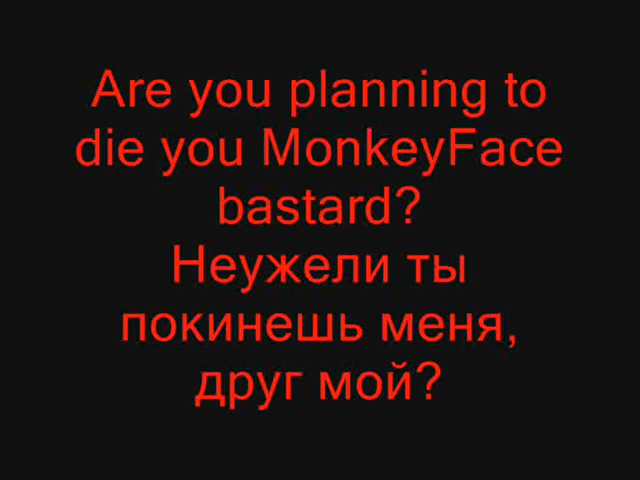 Are you planning to
die you MonkeyFace
bastard?
Неужели ты
покинешь меня,
друг мой?